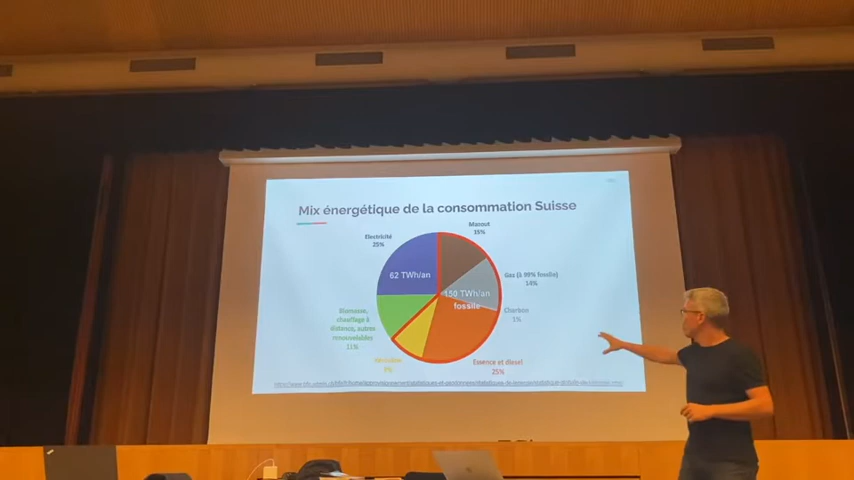 Mix énergétique de la consommation Suisse
Mazout
15%
Electricité
25%
62 TWh/an
Gas (à 99% fossile)
14%
150 TWh/an
fossile
Charbon
1%
Biomasse,
chauffage à
distance, autres
renouvelables
11%
Essence et diesel
25%